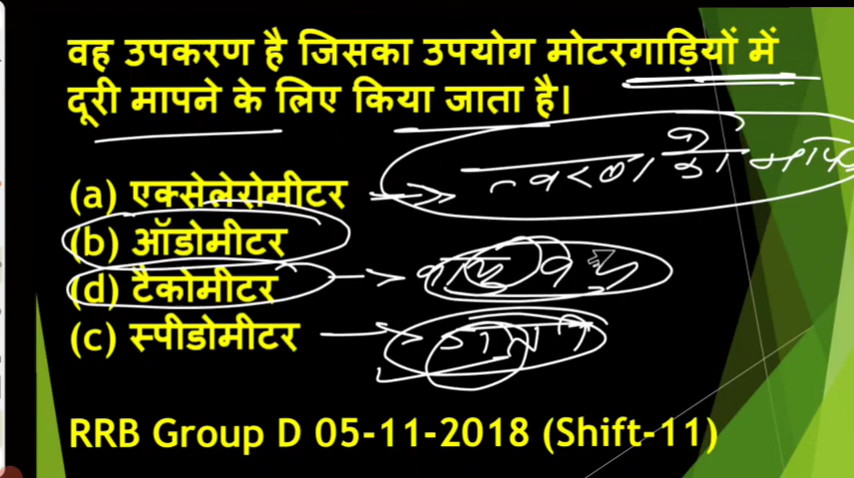 वह उपकरण है जिसका उपयोग मोटरगाड़ियों में
दूरी मापने के लिए किया जाता है।
(a) एक्सेलेरोमीटर
(b) ऑडोमीटर
(d) टैकोमीटर
(c) स्पीडोमीटर
RRB Group D 05-11-2018 (Shift-11)